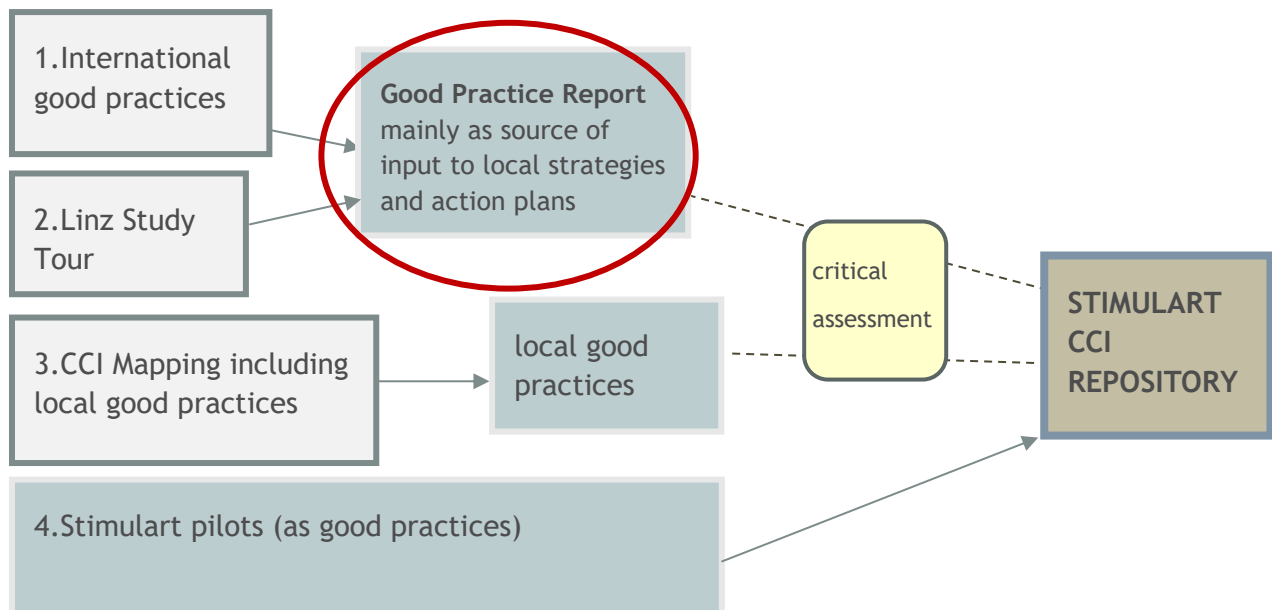 1.International
good practices
Good Practice Report
mainly as source of
input to local strategies
and action plans
2.Linz Study
Tour
critical
assessment
STIMULART
CCI
REPOSITORY
3.CCI Mapping including
local good practices
local good
practices
4.Stimulart pilots (as good practices)